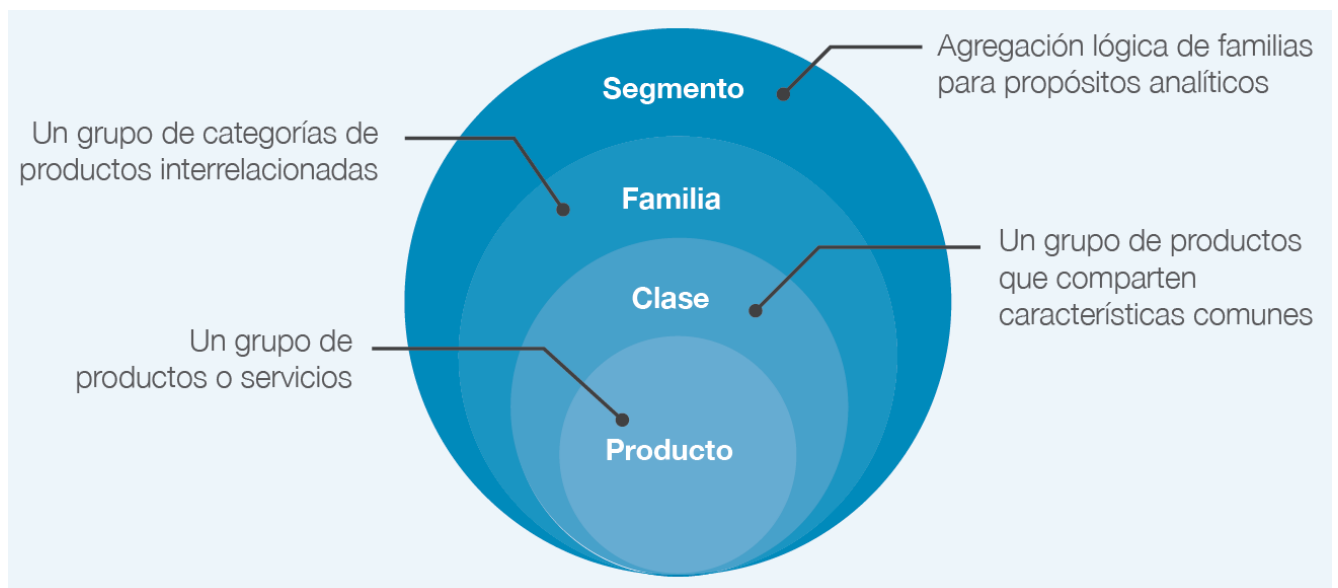 Segmento
Agregación lógica de familias
para propósitos analíticos
Un grupo de categorías de
productos interrelacionadas
Familia
Un grupo de productos
que comparten
características comunes
Clase
Un grupo de
productos o servicios
Producto